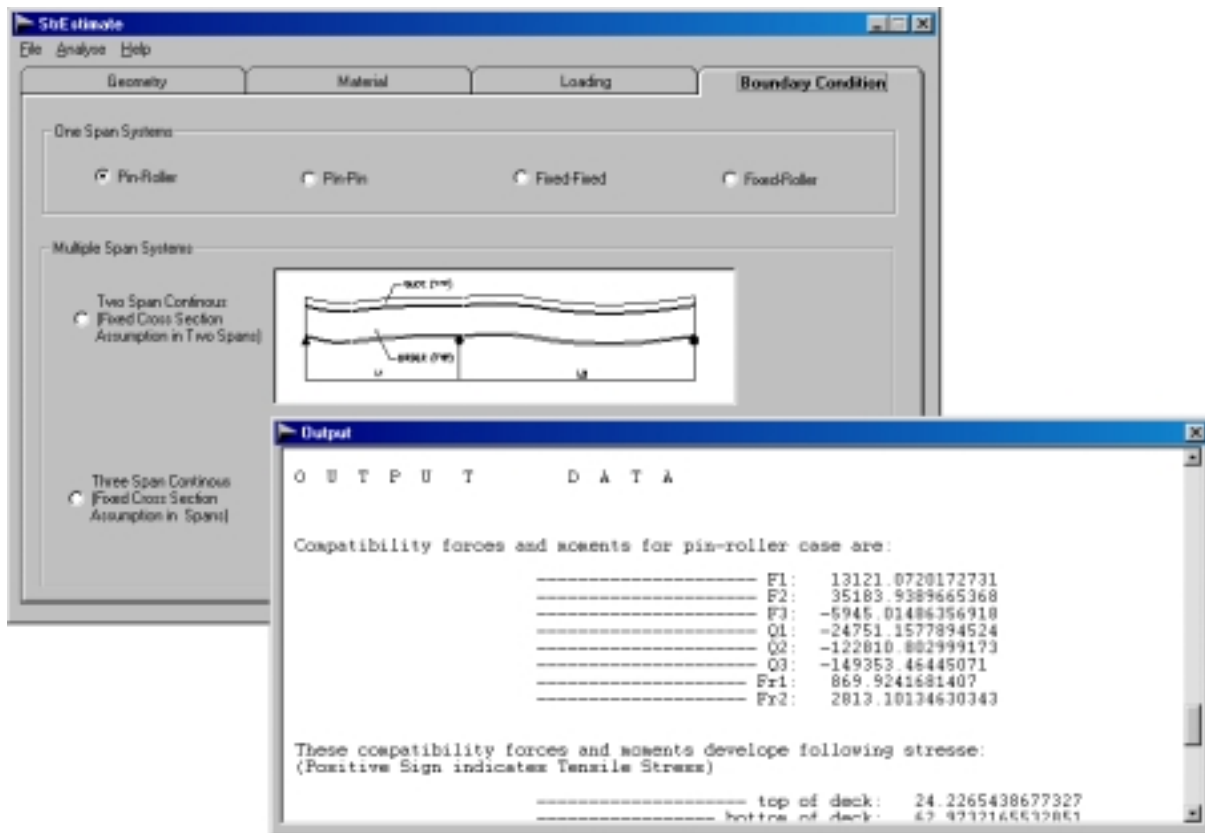 StrEstimate
File Analyse Help
Geometry Material Loading Boundary Condition
One Span Systems
Pin-Roller Pin-Pin Fixed-Fixed Fixed-Roller
Multiple Span Systems
Two Span Continous
(Fixed Cross Section
Assumption in Two Spans)
Three Span Continous
(Fixed Cross Section
Assumption in Spans)
Output
O U T P U T D A T A
Compatibility forces and moments for pin-roller case are:
--------------------- F1: 13121.0720172731
--------------------- F2: 35183.9389665368
--------------------- F3: -5945.01486356918
--------------------- Q1: -24751.1577894524
--------------------- Q2: -122810.802999173
--------------------- Q3: -149353.46445071
-------------------- Fr1: 869.9241681407
-------------------- Fr2: 2813.10134630343
These compatibility forces and moments develope following stresse:
(Positive Sign indicates Tensile Stress)
-------------------- top of deck: 24.2265438677327
----------------- bottom of deck: 62.9732165532851